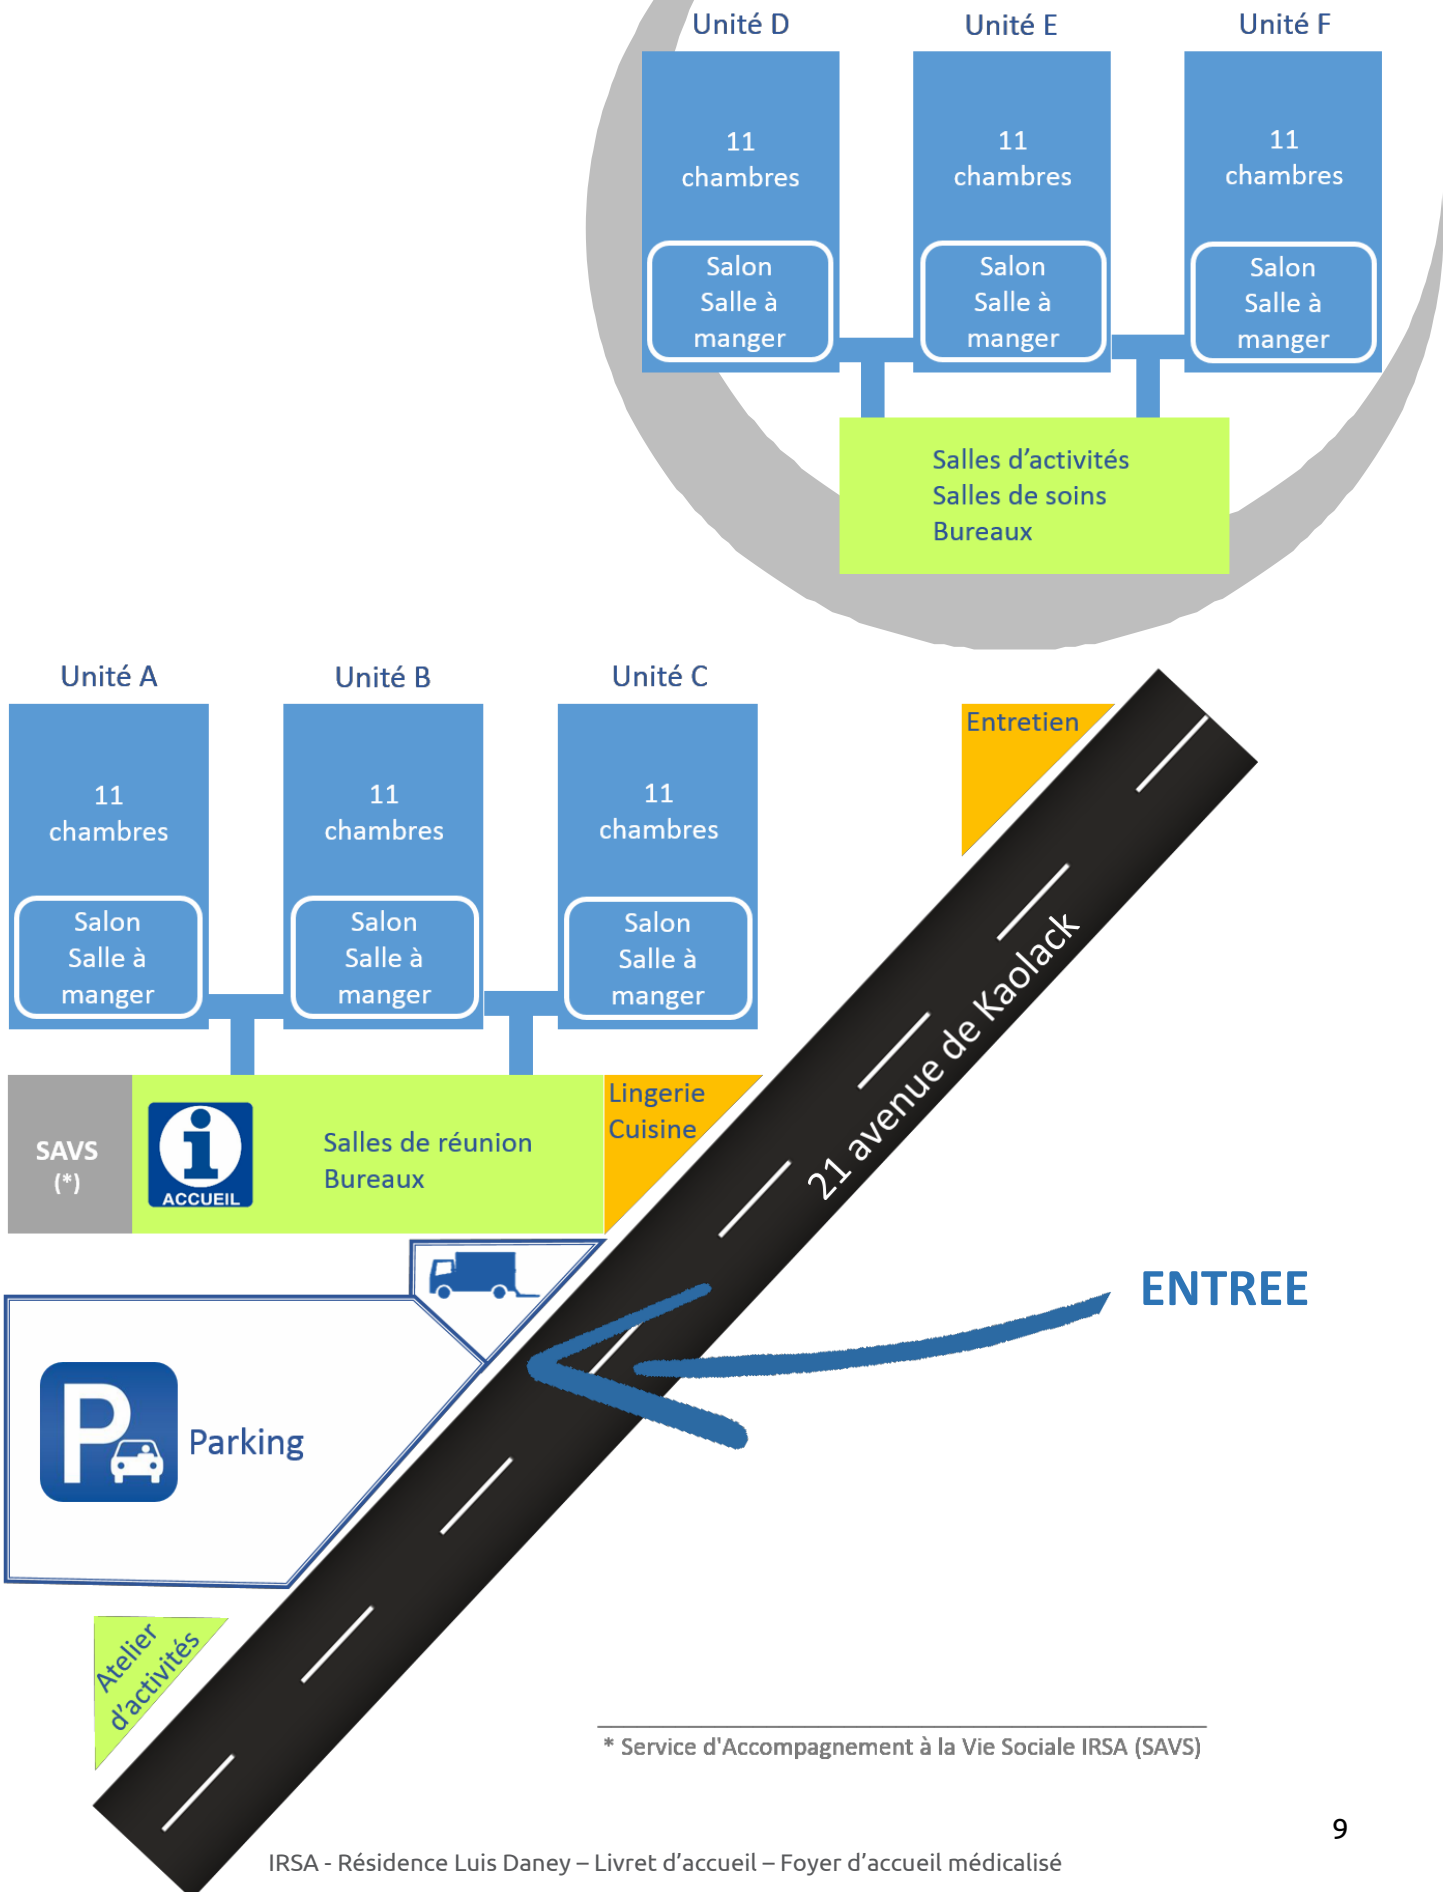 Unité D
Unité E
Unité F
11
chambres
11
chambres
11
chambres
Salon
Salle à
manger
Salon
Salle à
manger
Salon
Salle à
manger
Salles d’activités
Salles de soins
Bureaux
Unité A
Unité B
Unité C
11
chambres
11
chambres
11
chambres
Salon
Salle à
manger
Salon
Salle à
manger
Salon
Salle à
manger
Entretien
21 avenue de Kaolack
SAVS
(*)
i
ACCUEIL
Salles de réunion
Bureaux
Lingerie
Cuisine
ENTREE
P
Parking
Atelier
d’activités
* Service d'Accompagnement à la Vie Sociale IRSA (SAVS)
9
IRSA - Résidence Luis Daney – Livret d’accueil – Foyer d’accueil médicalisé